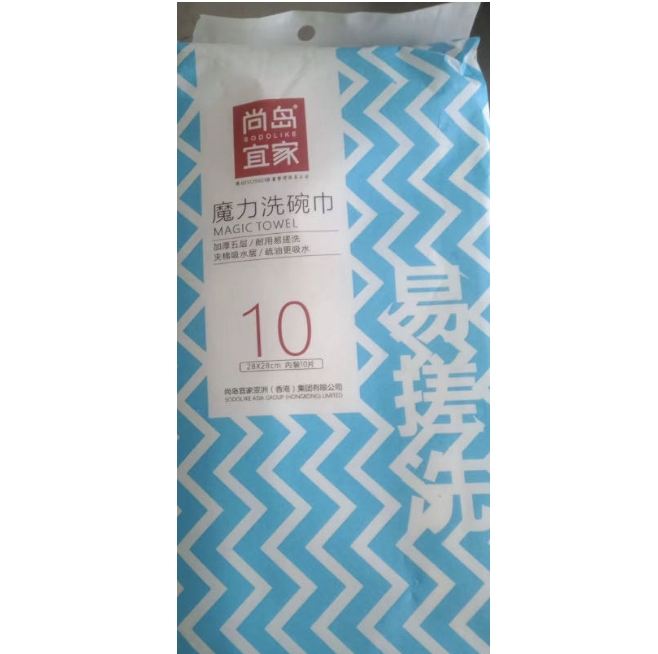 尚岛®
SODOLIKE
宜家
魔力洗碗巾
MAGIC TOWEL
加厚五层/耐用易搓洗
夹棉吸水层/疏油更吸水
10
28X28cm 内装10片
尚岛宜家亚洲(香港)集团有限公司
SODOLIKE ASIA GROUP (HONGKONG) LIMITED
易搓洗